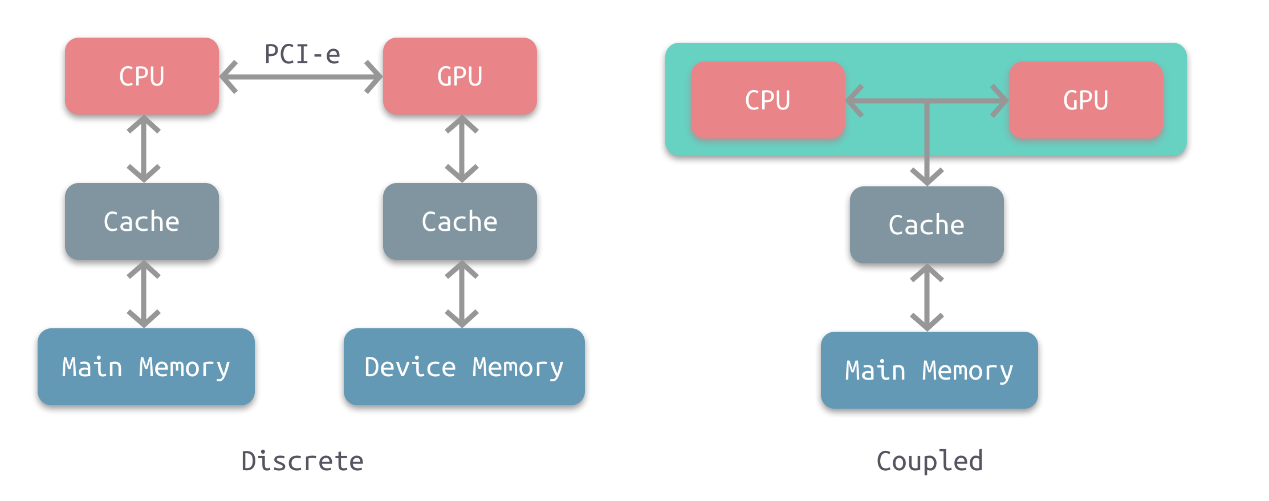 PCI-e
CPU
GPU
Cache
Cache
Main Memory
Device Memory
Discrete
CPU
GPU
Cache
Main Memory
Coupled